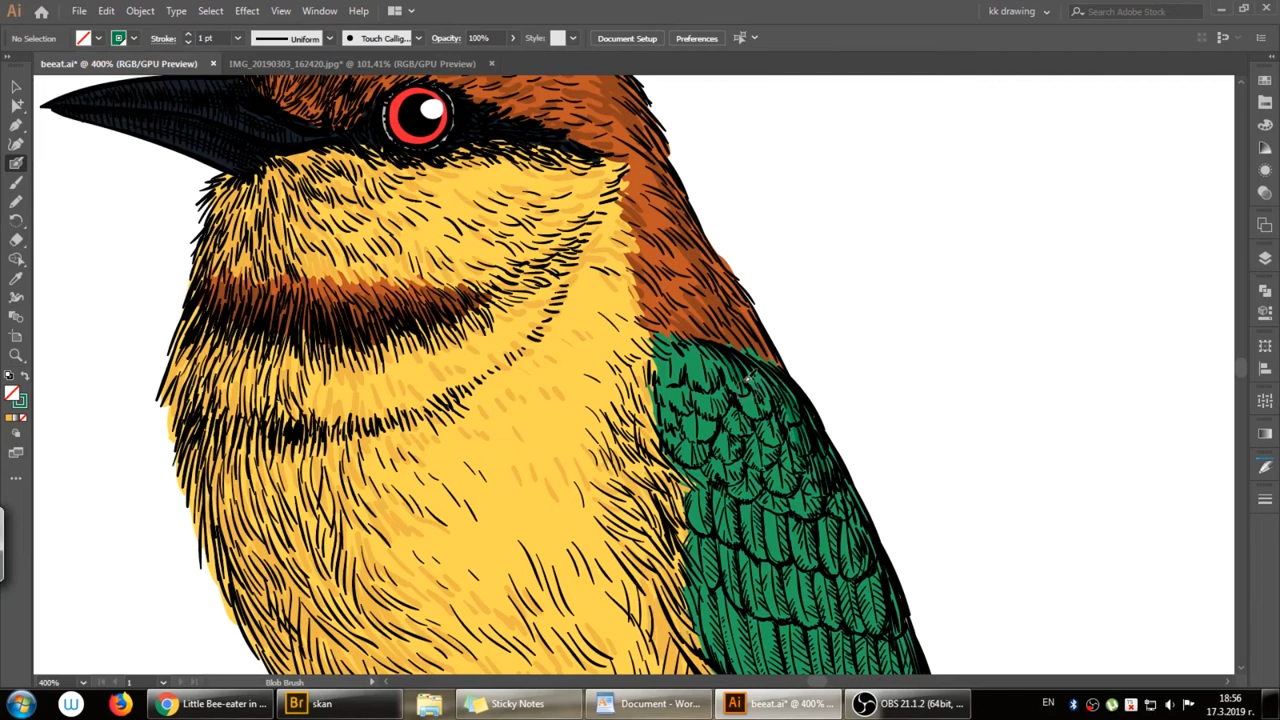 Ai File Edit Object Type Select Effect View Window Help kk drawing Search Adobe Stock
No Selection Stroke: 1 pt Uniform Touch Callig... Opacity: 100% Style: Document Setup Preferences
beeat.ai* @ 400% (RGB/GPU Preview) × IMG_20190303_162420.jpg* @ 101,41% (RGB/GPU Preview) ×
400% 1 Blob Brush
W Little Bee-eater in ... Br skan Sticky Notes Document - Wor... Ai beeat.ai* @ 400% ... OBS 21.1.2 (64bit, ... EN 18:56
17.3.2019 г.